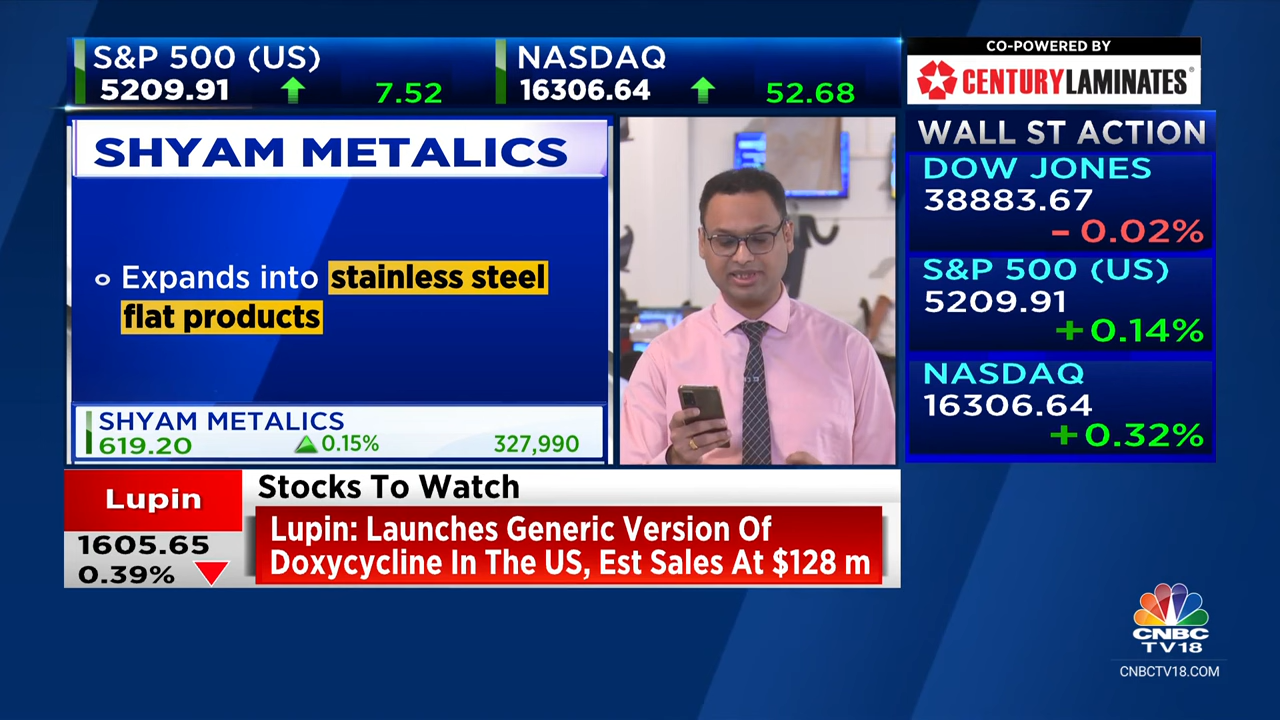 S&P 500 (US)
5209.91 7.52
NASDAQ
16306.64 52.68
CO-POWERED BY
CENTURYLAMINATES®
SHYAM METALICS
Expands into stainless steel
flat products
SHYAM METALICS
619.20 0.15% 327,990
WALL ST ACTION
DOW JONES
38883.67
- 0.02%
S&P 500 (US)
5209.91
+0.14%
NASDAQ
16306.64
+0.32%
Lupin
1605.65
0.39%
Stocks To Watch
Lupin: Launches Generic Version Of
Doxycycline In The US, Est Sales At $128 m
CNBC
TV18
CNBCTV18.COM